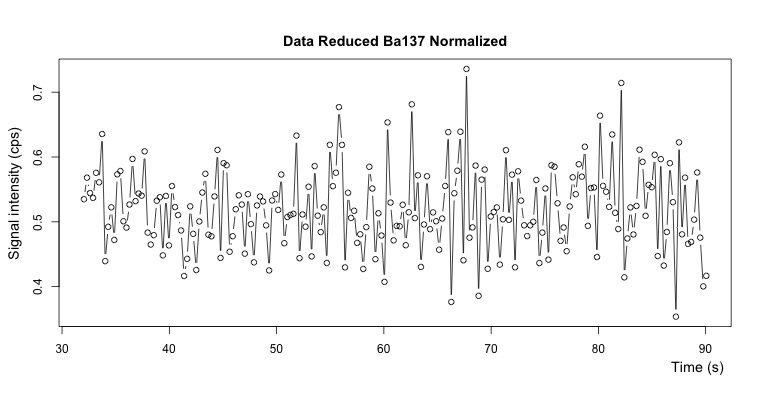 Data Reduced Ba137 Normalized
Signal intensity (cps)
0.7
0.6
0.5
0.4
30 40 50 60 70 80 90
Time (s)